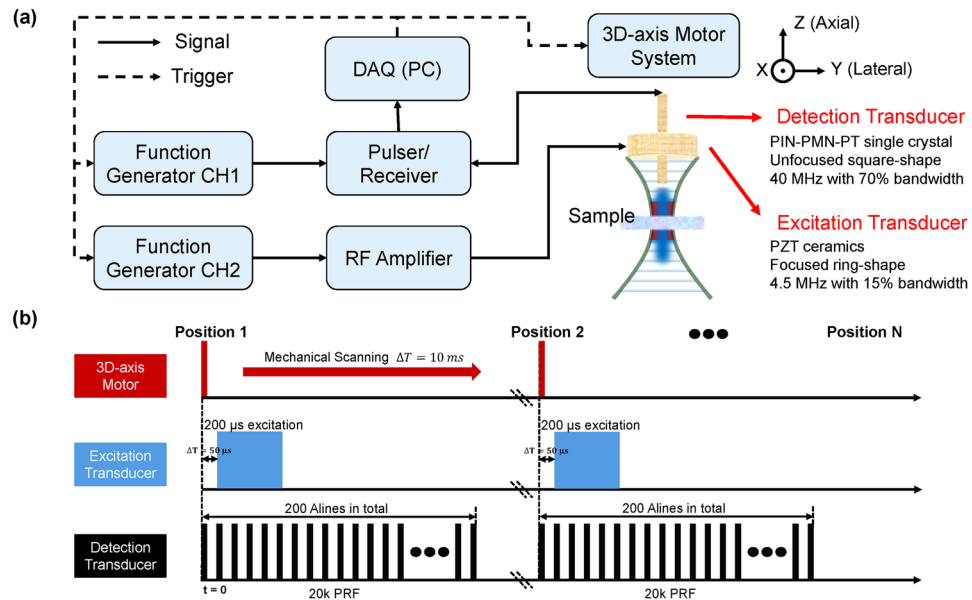 (a)
Signal
Trigger
DAQ (PC)
3D-axis Motor
System
Z (Axial)
X
Y (Lateral)
Function
Generator CH1
Pulser/
Receiver
Function
Generator CH2
RF Amplifier
Sample
Detection Transducer
PIN-PMN-PT single crystal
Unfocused square-shape
40 MHz with 70% bandwidth
Excitation Transducer
PZT ceramics
Focused ring-shape
4.5 MHz with 15% bandwidth
(b)
Position 1
Position 2
Position N
3D-axis
Motor
Mechanical Scanning ΔT = 10 ms
Excitation
Transducer
200 μs excitation
ΔT = 50 μs
200 μs excitation
ΔT = 50 μs
Detection
Transducer
200 Alines in total
200 Alines in total
t = 0
20k PRF
20k PRF